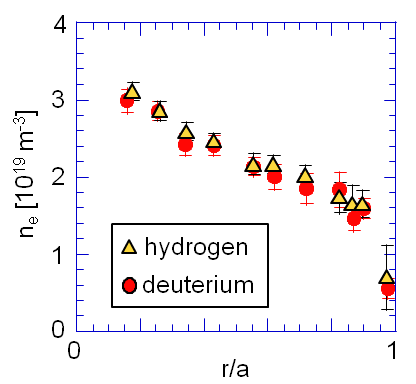 4
3
2
1
0
n_e [10^19 m^-3]
hydrogen
deuterium
0 1
r/a